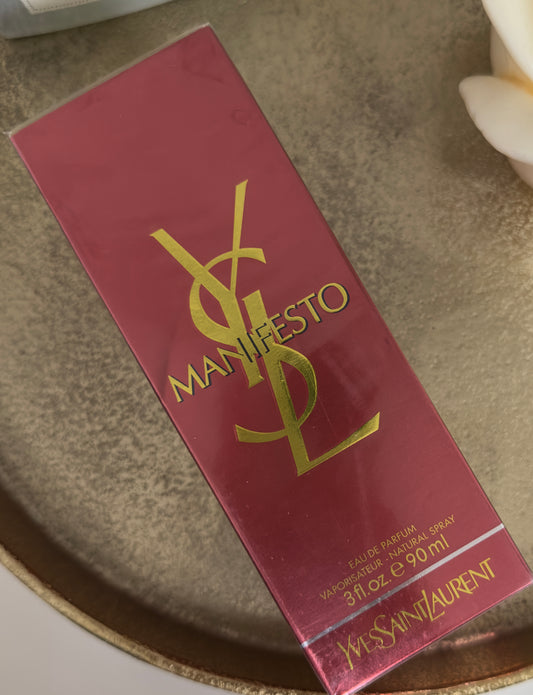 YSL
MANIFESTO
EAU DE PARFUM
VAPORISATEUR - NATURAL SPRAY
3 fl.oz. ℮ 90 ml
YVESSAINTLAURENT